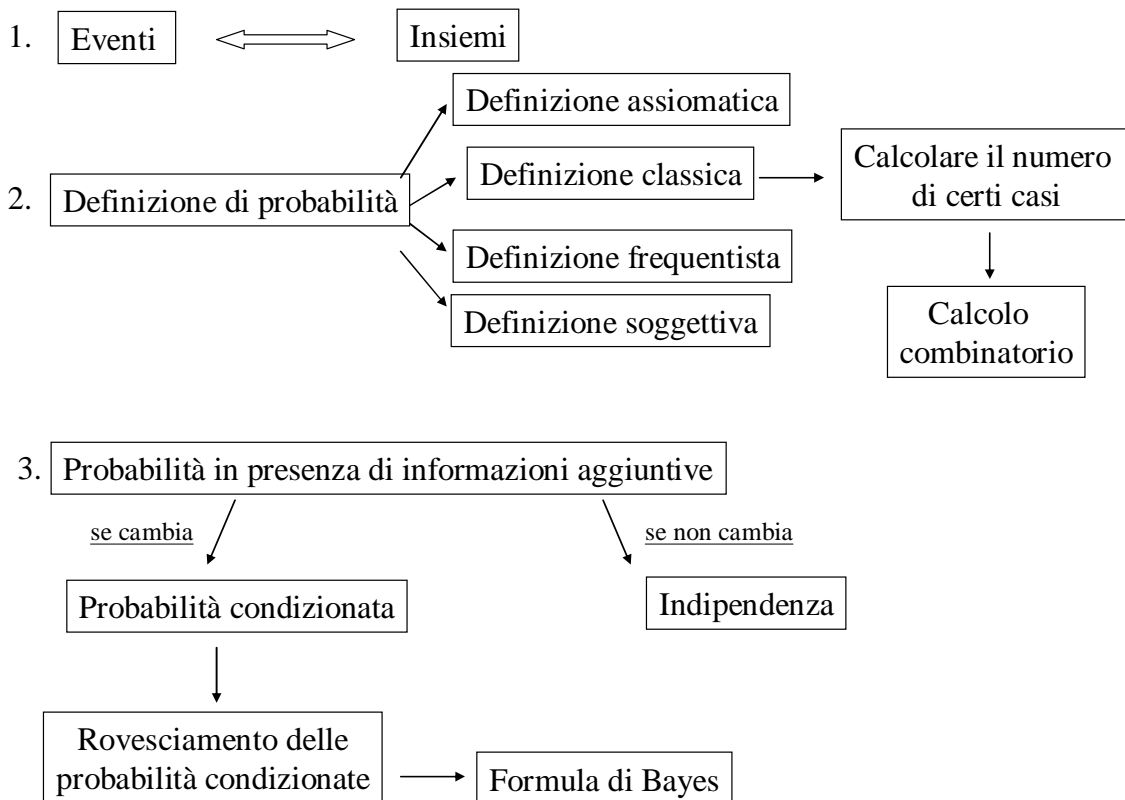 1. Eventi Insiemi
Definizione assiomatica
Definizione classica
Calcolare il numero
di certi casi
2. Definizione di probabilità
Definizione frequentista
Definizione soggettiva
Calcolo
combinatorio
3. Probabilità in presenza di informazioni aggiuntive
se cambia
se non cambia
Probabilità condizionata
Indipendenza
Rovesciamento delle
probabilità condizionate
Formula di Bayes